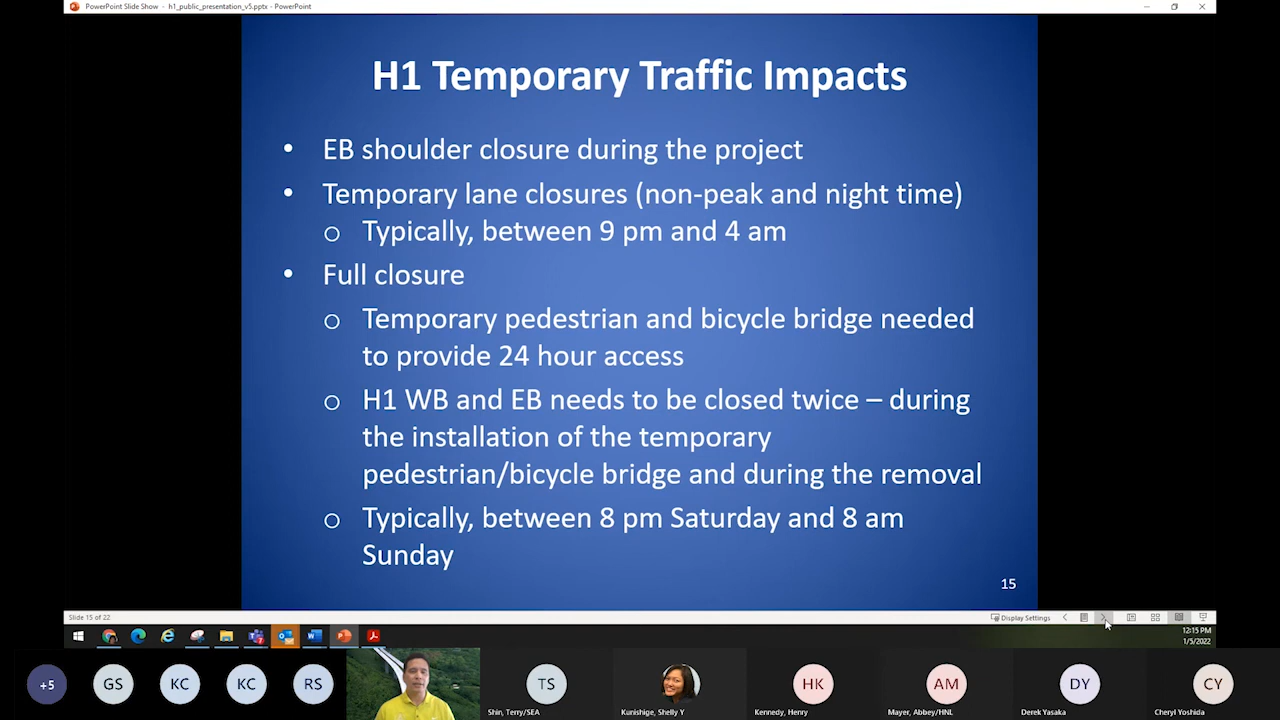 PowerPoint Slide Show - h1_public_presentation_v5.pptx - PowerPoint
H1 Temporary Traffic Impacts
• EB shoulder closure during the project
• Temporary lane closures (non-peak and night time)
o Typically, between 9 pm and 4 am
• Full closure
o Temporary pedestrian and bicycle bridge needed
to provide 24 hour access
o H1 WB and EB needs to be closed twice – during
the installation of the temporary
pedestrian/bicycle bridge and during the removal
o Typically, between 8 pm Saturday and 8 am
Sunday
15
Slide 15 of 22
Display Settings
12:15 PM
1/5/2022
+5
GS
KC
KC
RS
TS
HK
AM
DY
CY
Shin, Terry/SEA
Kunishige, Shelly Y
Kennedy, Henry
Mayer, Abbey/HNL
Derek Yasaka
Cheryl Yoshida